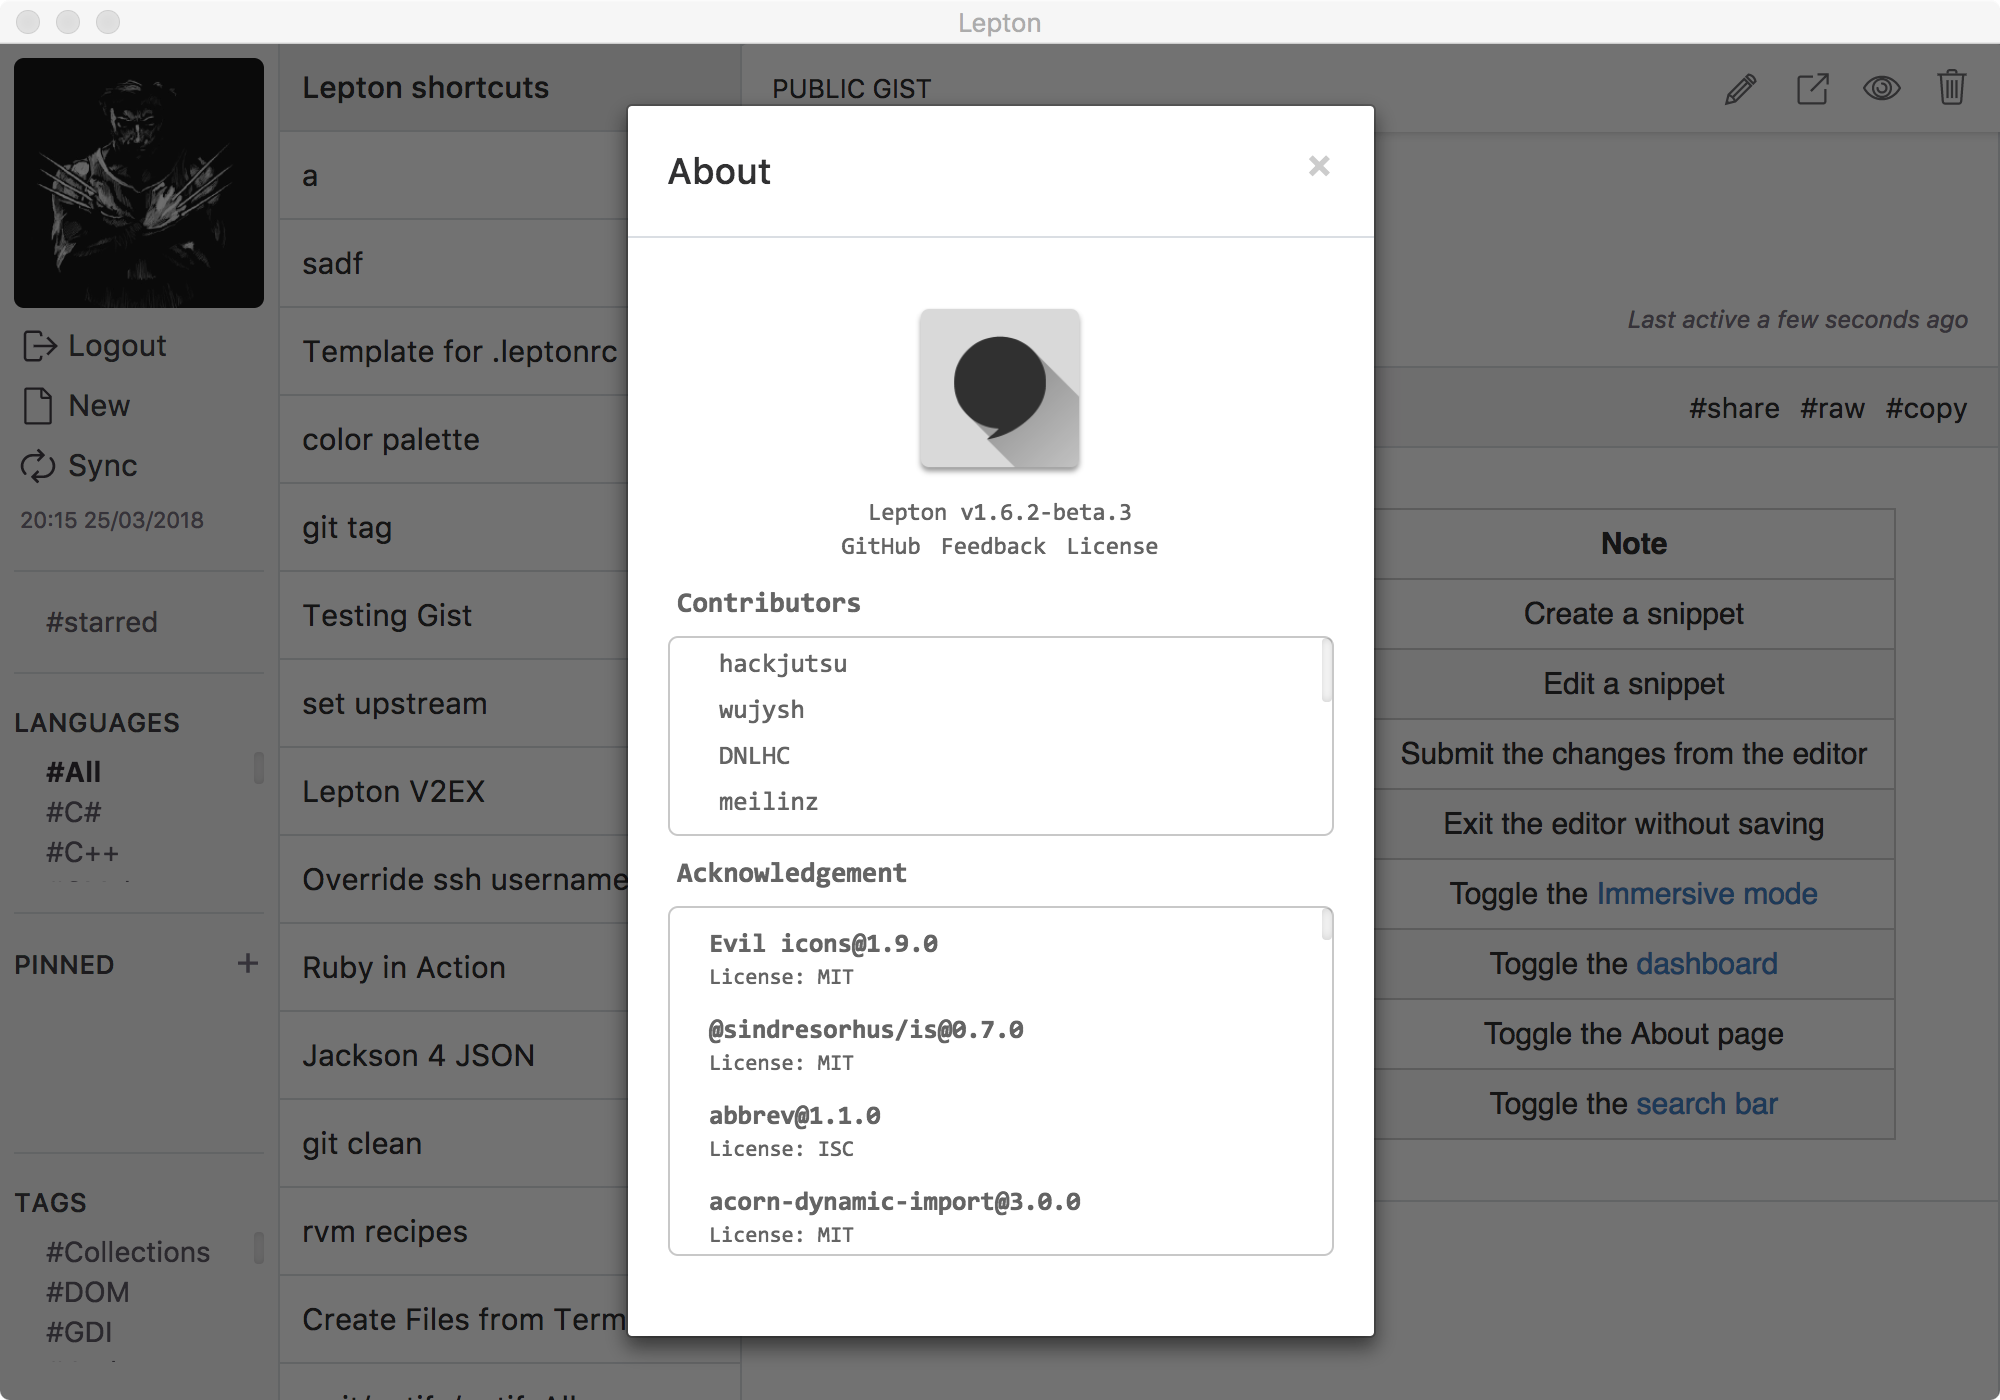 Lepton
Logout
New
Sync
20:15 25/03/2018
#starred
LANGUAGES
#All
#C#
#C++
PINNED
TAGS
#Collections
#DOM
#GDI
Lepton shortcuts
a
sadf
Template for .leptonrc
color palette
git tag
Testing Gist
set upstream
Lepton V2EX
Override ssh username
Ruby in Action
Jackson 4 JSON
git clean
rvm recipes
Create Files from Term
PUBLIC GIST
Last active a few seconds ago
#share #raw #copy
Note
Create a snippet
Edit a snippet
Submit the changes from the editor
Exit the editor without saving
Toggle the Immersive mode
Toggle the dashboard
Toggle the About page
Toggle the search bar
About
Lepton v1.6.2-beta.3
GitHub Feedback License
Contributors
hackjutsu
wujysh
DNLHC
meilinz
Acknowledgement
Evil icons@1.9.0
License: MIT
@sindresorhus/is@0.7.0
License: MIT
abbrev@1.1.0
License: ISC
acorn-dynamic-import@3.0.0
License: MIT